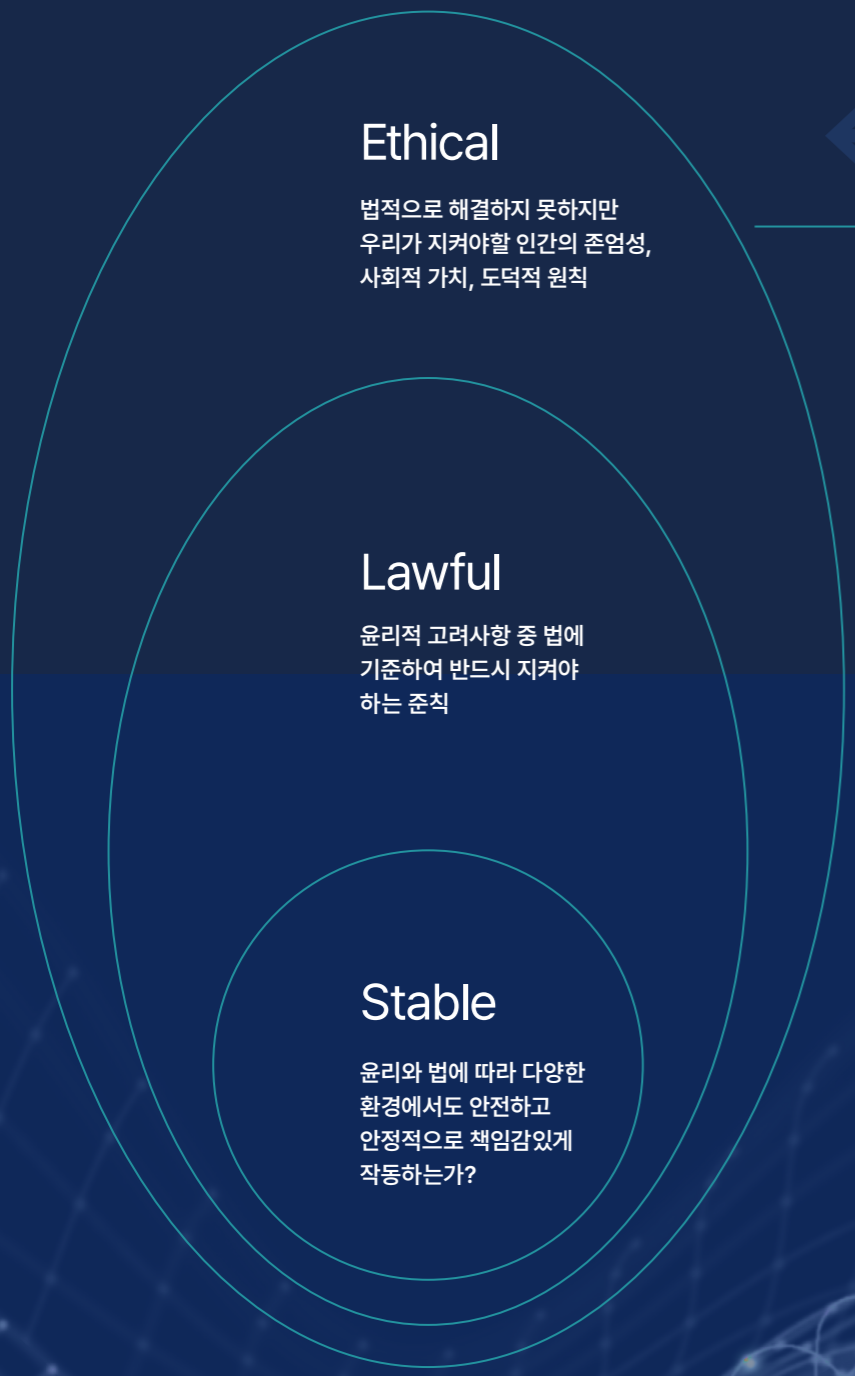 Ethical
법적으로 해결하지 못하지만
우리가 지켜야할 인간의 존엄성,
사회적 가치, 도덕적 원칙
Lawful
윤리적 고려사항 중 법에
기준하여 반드시 지켜야
하는 준칙
Stable
윤리와 법에 따라 다양한
환경에서도 안전하고
안정적으로 책임감있게
작동하는가?